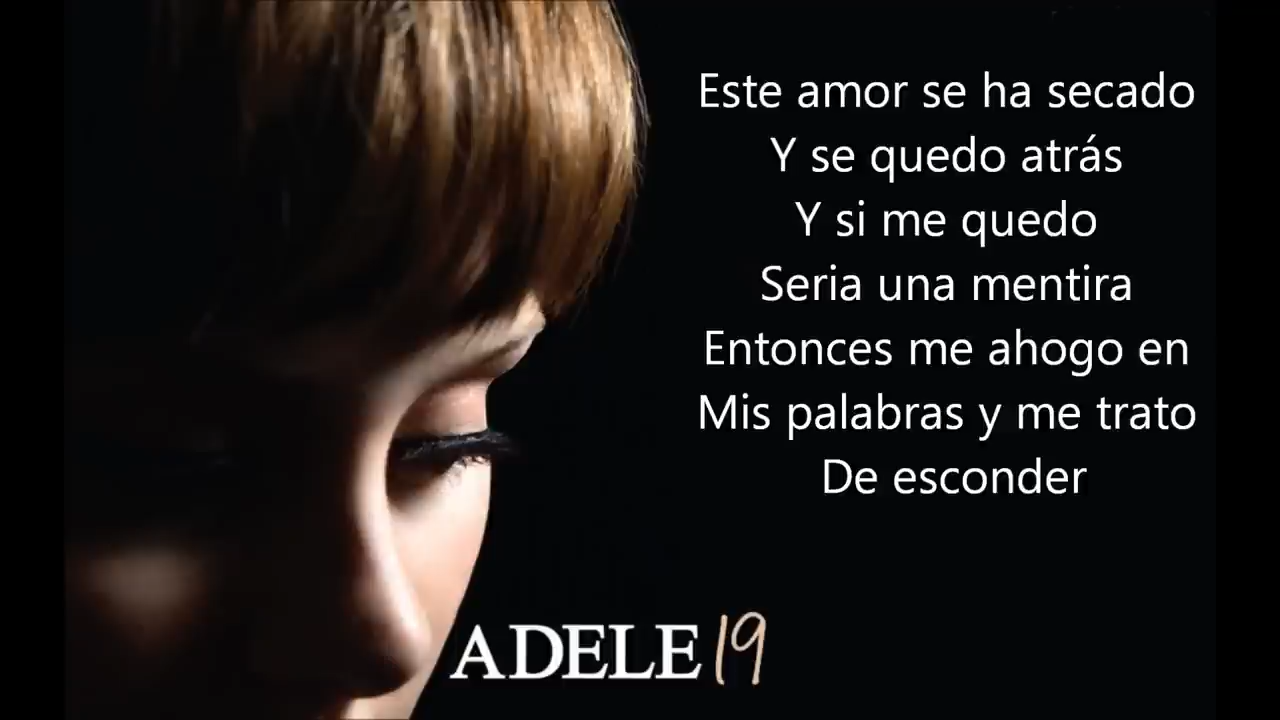 Este amor se ha secado
Y se quedo atrás
Y si me quedo
Seria una mentira
Entonces me ahogo en
Mis palabras y me trato
De esconder
ADELE 19